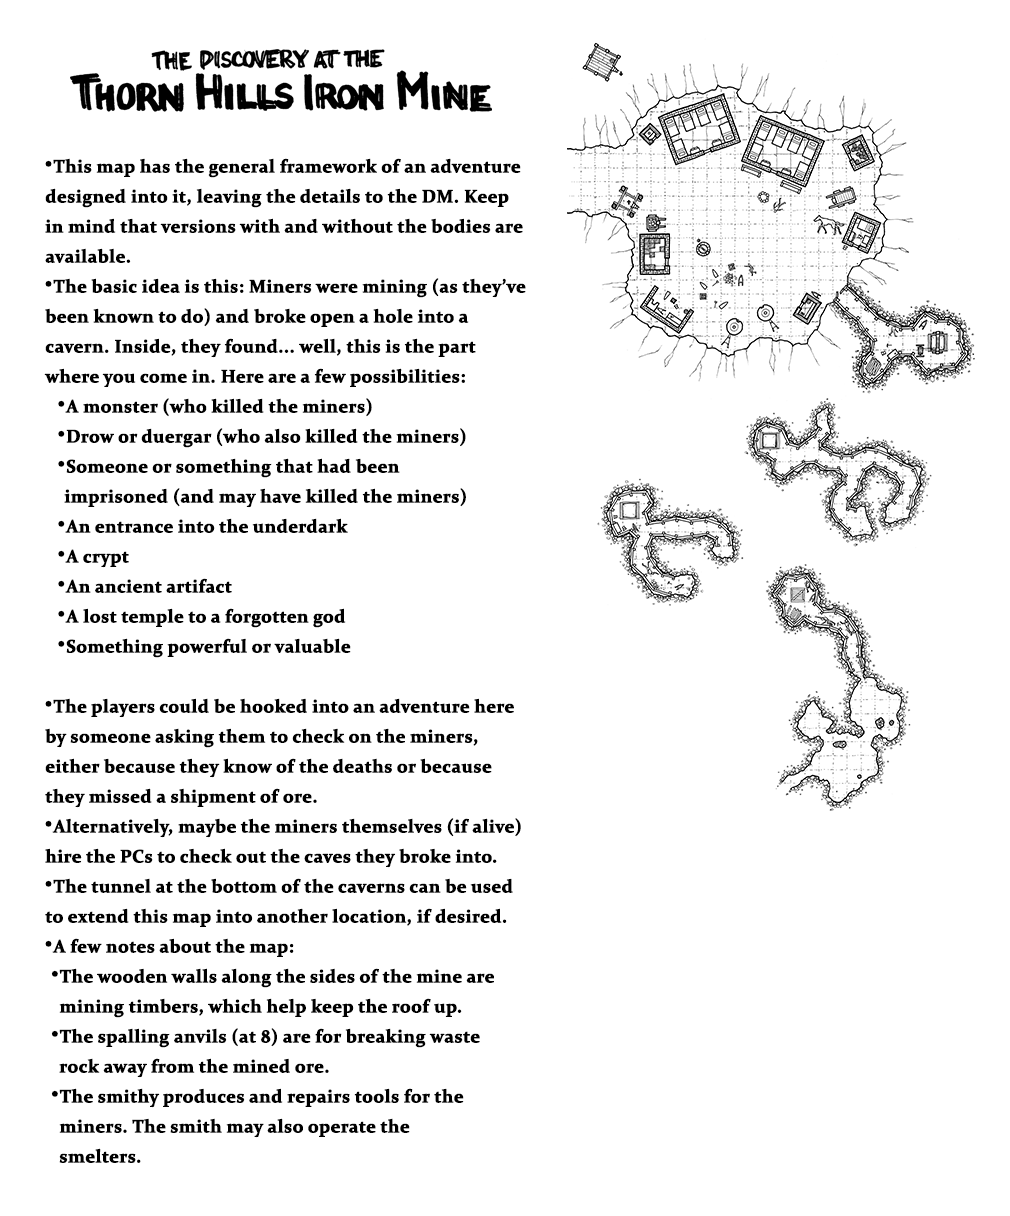 THE DISCOVERY AT THE
THORN HILLS IRON MINE
•This map has the general framework of an adventure
designed into it, leaving the details to the DM. Keep
in mind that versions with and without the bodies are
available.
•The basic idea is this: Miners were mining (as they've
been known to do) and broke open a hole into a
cavern. Inside, they found... well, this is the part
where you come in. Here are a few possibilities:
•A monster (who killed the miners)
•Drow or duergar (who also killed the miners)
•Someone or something that had been
imprisoned (and may have killed the miners)
•An entrance into the underdark
•A crypt
•An ancient artifact
•A lost temple to a forgotten god
•Something powerful or valuable
•The players could be hooked into an adventure here
by someone asking them to check on the miners,
either because they know of the deaths or because
they missed a shipment of ore.
•Alternatively, maybe the miners themselves (if alive)
hire the PCs to check out the caves they broke into.
•The tunnel at the bottom of the caverns can be used
to extend this map into another location, if desired.
•A few notes about the map:
•The wooden walls along the sides of the mine are
mining timbers, which help keep the roof up.
•The spalling anvils (at 8) are for breaking waste
rock away from the mined ore.
•The smithy produces and repairs tools for the
miners. The smith may also operate the
smelters.